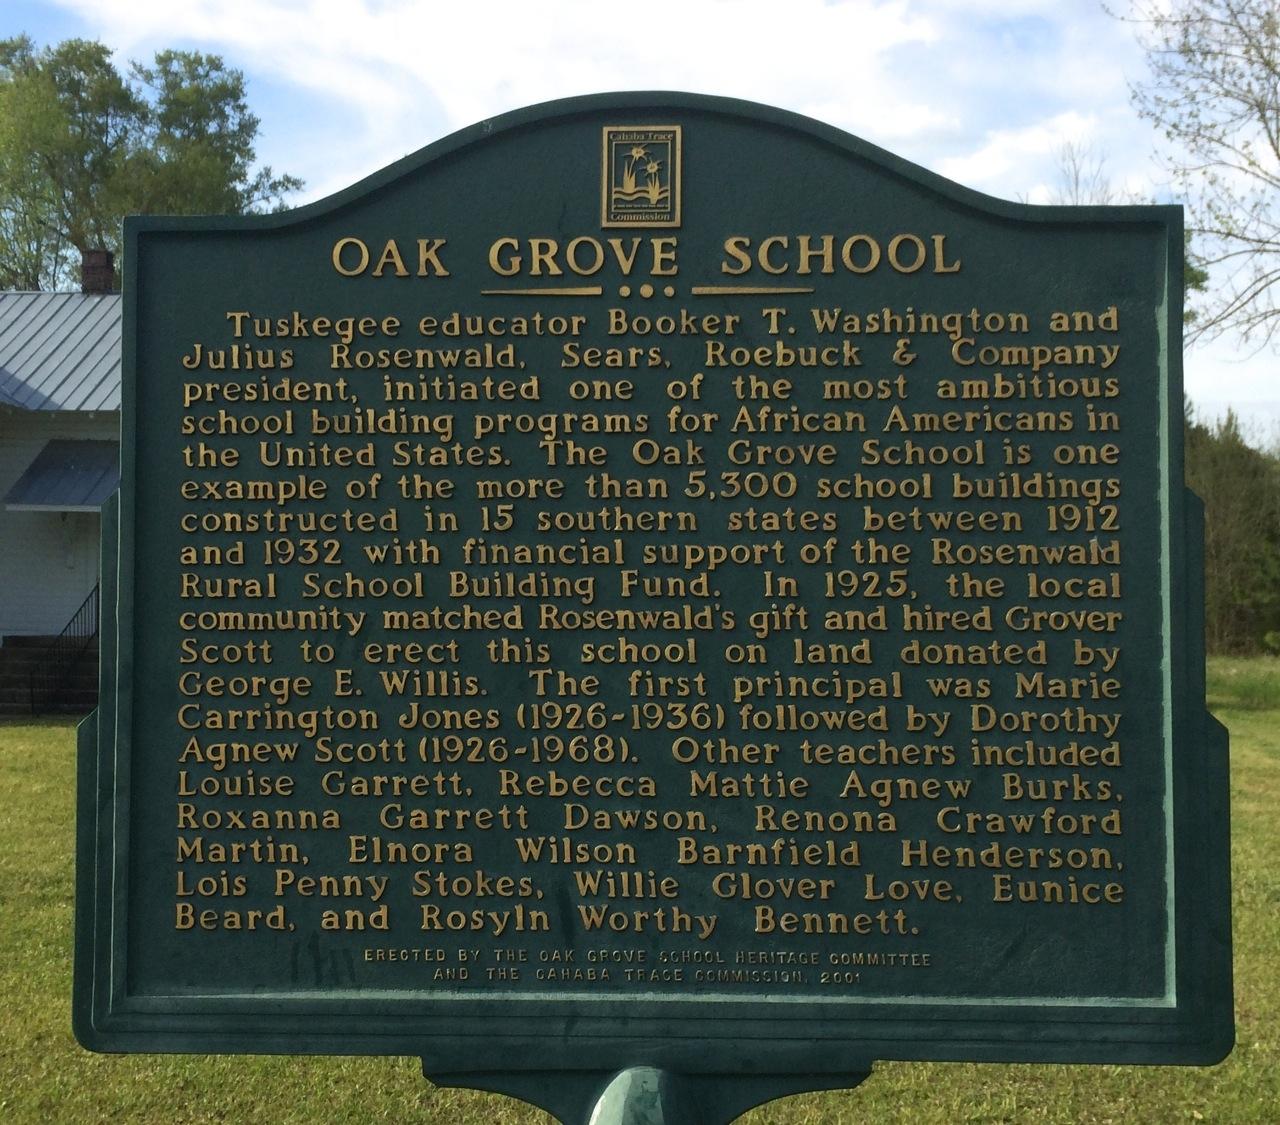 Cahaba Trace
Commission
OAK GROVE SCHOOL
Tuskegee educator Booker T. Washington and
Julius Rosenwald, Sears, Roebuck & Company
president, initiated one of the most ambitious
school building programs for African Americans in
the United States. The Oak Grove School is one
example of the more than 5,300 school buildings
constructed in 15 southern states between 1912
and 1932 with financial support of the Rosenwald
Rural School Building Fund. In 1925, the local
community matched Rosenwald's gift and hired Grover
Scott to erect this school on land donated by
George E. Willis. The first principal was Marie
Carrington Jones (1926-1936) followed by Dorothy
Agnew Scott (1926-1968). Other teachers included
Louise Garrett, Rebecca Mattie Agnew Burks,
Roxanna Garrett Dawson, Renona Crawford
Martin, Elnora Wilson Barnfield Henderson,
Lois Penny Stokes, Willie Glover Love, Eunice
Beard, and Rosyln Worthy Bennett.
ERECTED BY THE OAK GROVE SCHOOL HERITAGE COMMITTEE
AND THE CAHABA TRACE COMMISSION, 2001